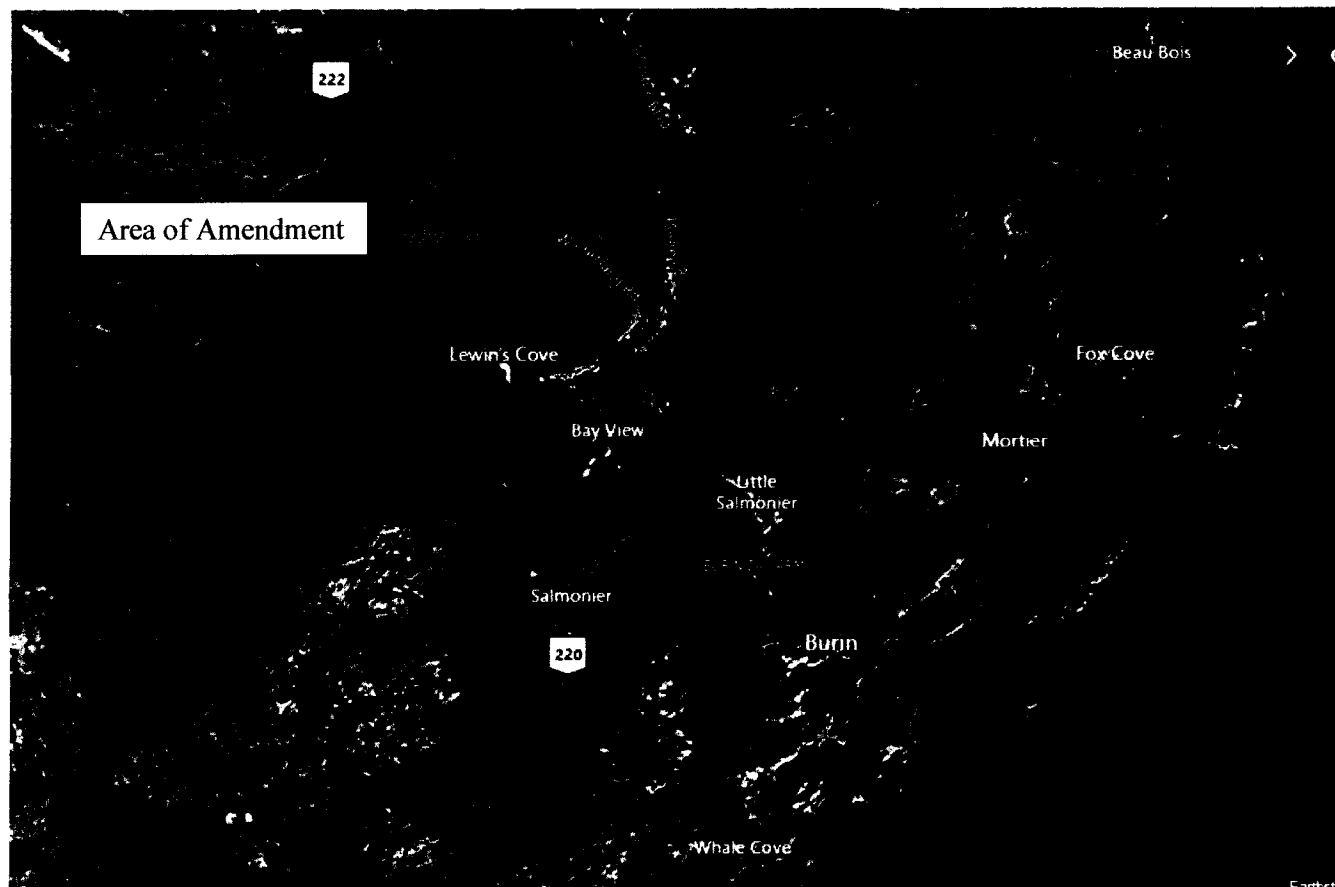 Beau Bois
222
Area of Amendment
Lewin's Cove
Fox Cove
Bay View
Mortier
Little
Salmonier
Salmonier
Burin
220
Whale Cove